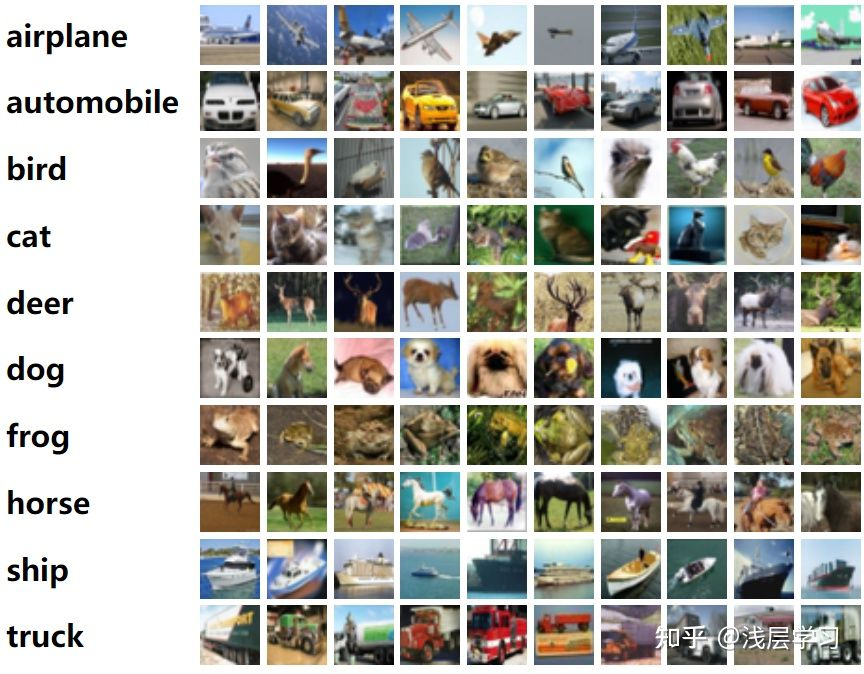 airplane
automobile
bird
cat
deer
dog
frog
horse
ship
truck
知乎 @浅层学习